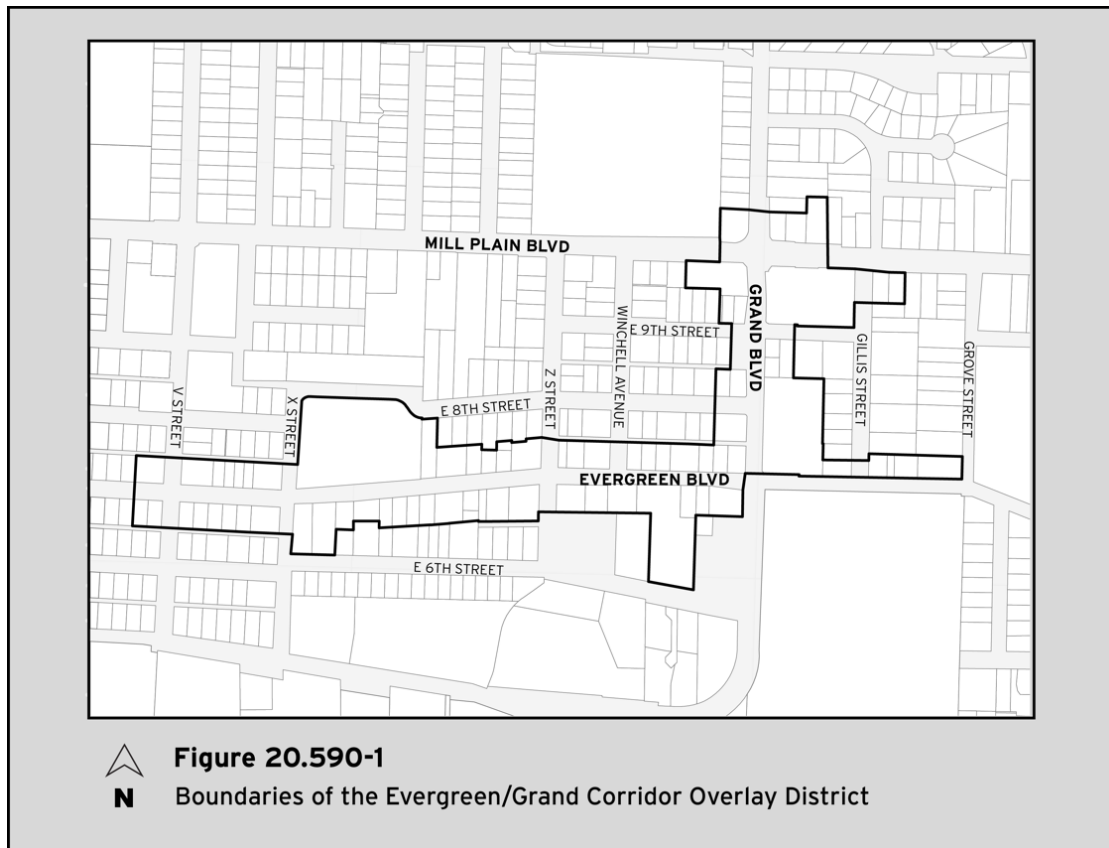 MILL PLAIN BLVD
GRAND BLVD
WINCHELL AVENUE
E 9TH STREET
GILLIS STREET
GROVE STREET
V STREET
X STREET
Z STREET
E 8TH STREET
EVERGREEN BLVD
E 6TH STREET
Figure 20.590-1
N
Boundaries of the Evergreen/Grand Corridor Overlay District